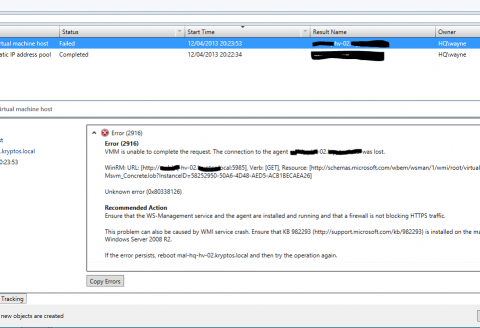 Status Start Time Result Name Owner
rtual machine host Failed 12/04/2013 20:23:53 hv-02. HQ\wayne
atic IP address pool Completed 12/04/2013 20:22:34 HQ\wayne
irtual machine host
Error (2916)
Error (2916)
VMM is unable to complete the request. The connection to the agent hv-02. was lost.
.kryptos.local
0:23:53
WinRM: URL: [http:// hv-02. local:5985], Verb: [GET], Resource: [http://schemas.microsoft.com/wbem/wsman/1/wmi/root/virtual
Msvm_ConcreteJob?InstanceID=58252950-50A6-4D48-AED5-ACB1BECAEA26]
Unknown error (0x80338126)
Recommended Action
Ensure that the WS-Management service and the agent are installed and running and that a firewall is not blocking HTTPS traffic.
This problem can also be caused by WMI service crash. Ensure that KB 982293 (http://support.microsoft.com/kb/982293) is installed on the ma
Windows Server 2008 R2.
If the error persists, reboot mal-hq-hv-02.kryptos.local and then try the operation again.
Copy Errors
Tracking
new objects are created